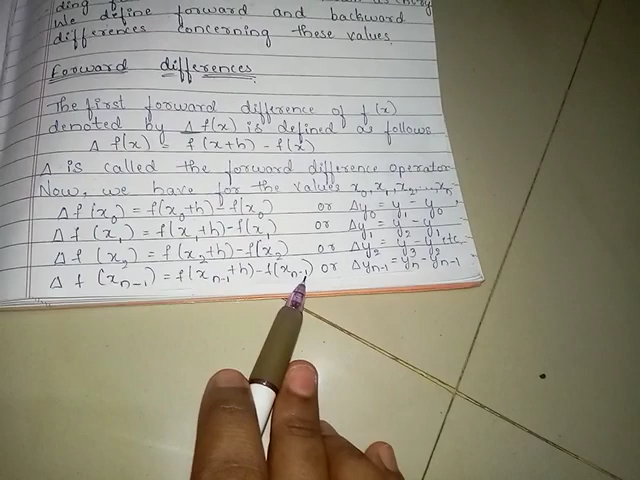 ding
We define forward and backward
differences concerning these values
Forward differences
The first forward difference of f(x)
denoted by Δf(x) is defined as follows
Δ f(x) = f(x+h) - f(x)
Δ is called the forward difference operator
Now, we have for the values x₀, x₁, x₂, ...
Δ f(x₀) = f(x₀+h) - f(x₀) or Δy₀ = y₁ - y₀
Δ f(x₁) = f(x₁+h) - f(x₁) or Δy₁ = y₂ - y₁
Δ f(x₂) = f(x₂+h) - f(x₂) or Δy₂ = y₃ - y₂ etc
Δ f(xₙ₋₁) = f(xₙ₋₁+h) - f(xₙ₋₁) or Δyₙ₋₁ = yₙ - yₙ₋₁